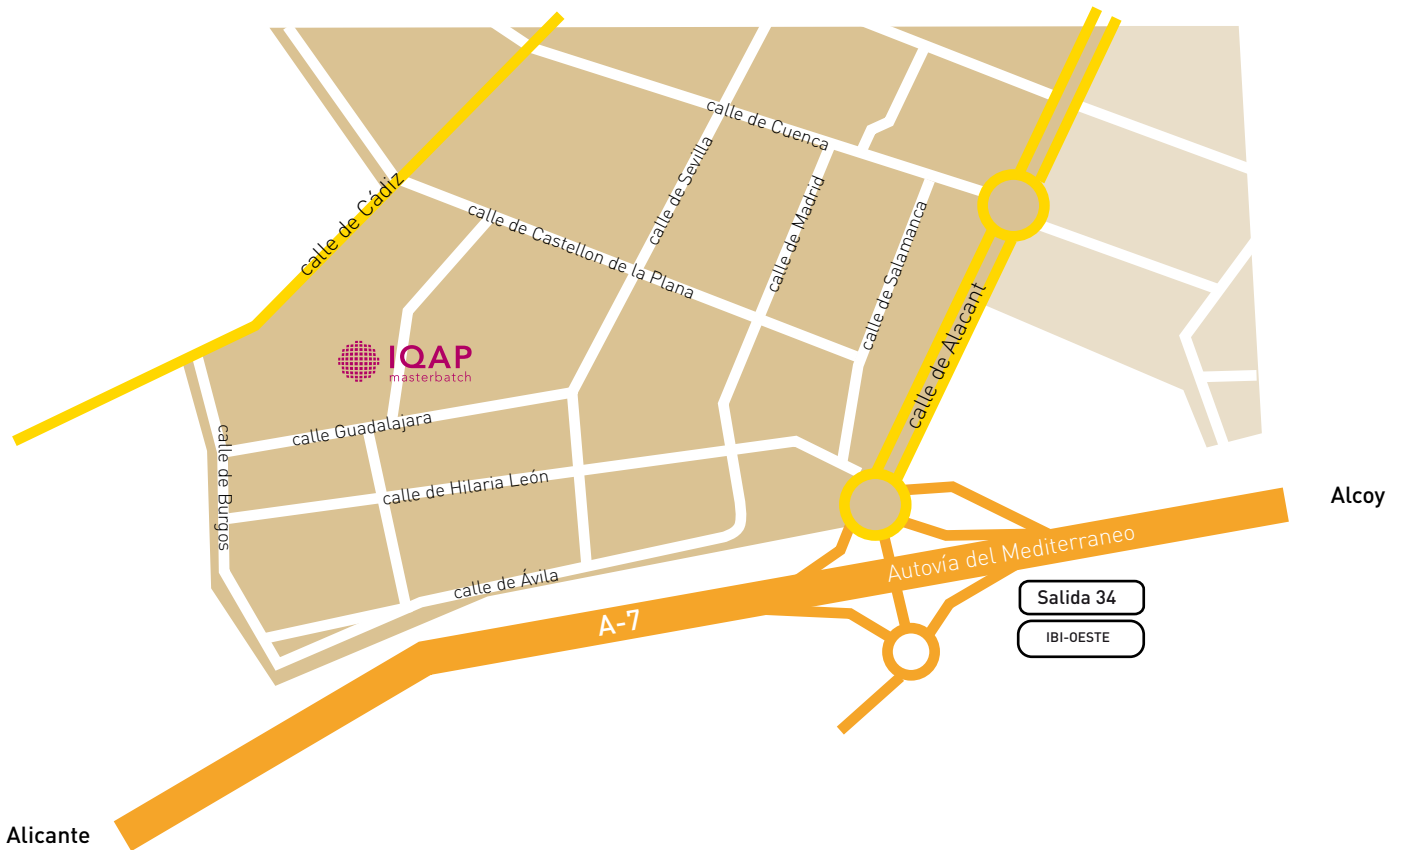 calle de Cuenca
calle de Sevilla
calle de Madrid
calle de Cádiz
calle de Castellon de la Plana
calle de Salamanca
calle de Alacant
IQAP
masterbatch
calle Guadalajara
calle de Burgos
calle de Hilaria León
Alcoy
Autovía del Mediterraneo
calle de Ávila
Salida 34
A-7
IBI-OESTE
Alicante